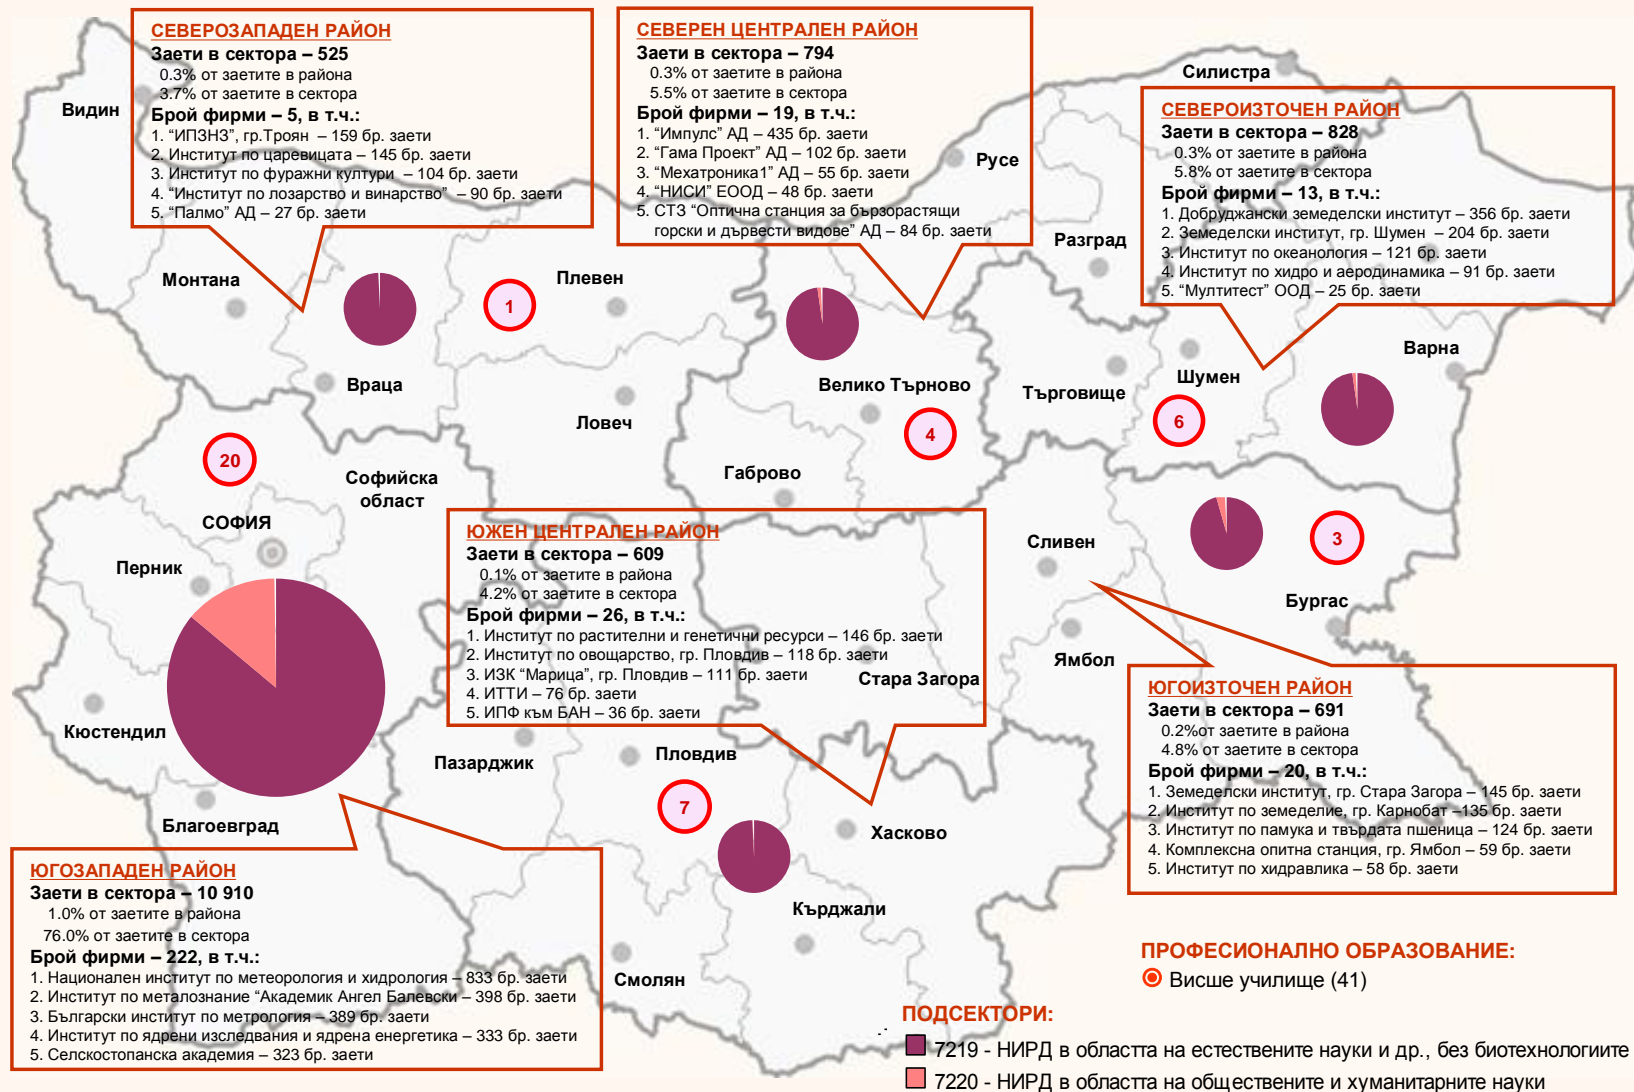 СЕВЕРОЗАПАДЕН РАЙОН
Заети в сектора – 525
0.3% от заетите в района
3.7% от заетите в сектора
Брой фирми – 5, в т.ч.:
1. "ИПЗНЗ", гр.Троян – 159 бр. заети
2. Институт по царевицата – 145 бр. заети
3. Институт по фуражни култури – 104 бр. заети
4. "Институт по лозарство и винарство" – 90 бр. заети
5. "Палмо" АД – 27 бр. заети
СЕВЕРЕН ЦЕНТРАЛЕН РАЙОН
Заети в сектора – 794
0.3% от заетите в района
5.5% от заетите в сектора
Брой фирми – 19, в т.ч.:
1. "Импулс" АД – 435 бр. заети
2. "Гама Проект" АД – 102 бр. заети
3. "Мехатроника1" АД – 55 бр. заети
4. "НИСИ" ЕООД – 48 бр. заети
5. СТЗ "Оптична станция за бързорастящи
горски и дървести видове" АД – 84 бр. заети
СЕВЕРОИЗТОЧЕН РАЙОН
Заети в сектора – 828
0.3% от заетите в района
5.8% от заетите в сектора
Брой фирми – 13, в т.ч.:
1. Добруджански земеделски институт – 356 бр. заети
2. Земеделски институт, гр. Шумен – 204 бр. заети
3. Институт по океанология – 121 бр. заети
4. Институт по хидро и аеродинамика – 91 бр. заети
5. "Мултитест" ООД – 25 бр. заети
Видин
Силистра
Русе
Разград
Монтана
Плевен
1
Враца
Ловеч
Велико Търново
4
Габрово
Търговище
Шумен
6
Варна
20
Софийска
област
СОФИЯ
Перник
Кюстендил
Благоевград
ЮЖЕН ЦЕНТРАЛЕН РАЙОН
Заети в сектора – 609
0.1% от заетите в района
4.2% от заетите в сектора
Брой фирми – 26, в т.ч.:
1. Институт по растителни и генетични ресурси – 146 бр. заети
2. Институт по овощарство, гр. Пловдив – 118 бр. заети
3. ИЗК "Марица", гр. Пловдив – 111 бр. заети
4. ИТТИ – 76 бр. заети
5. ИПФ към БАН – 36 бр. заети
Стара Загора
Сливен
3
Бургас
Ямбол
Пазарджик
Пловдив
7
Хасково
Кърджали
Смолян
ЮГОИЗТОЧЕН РАЙОН
Заети в сектора – 691
0.2%от заетите в района
4.8% от заетите в сектора
Брой фирми – 20, в т.ч.:
1. Земеделски институт, гр. Стара Загора – 145 бр. заети
2. Институт по земеделие, гр. Карнобат –135 бр. заети
3. Институт по памука и твърдата пшеница – 124 бр. заети
4. Комплексна опитна станция, гр. Ямбол – 59 бр. заети
5. Институт по хидравлика – 58 бр. заети
ЮГОЗАПАДЕН РАЙОН
Заети в сектора – 10 910
1.0% от заетите в района
76.0% от заетите в сектора
Брой фирми – 222, в т.ч.:
1. Национален институт по метеорология и хидрология – 833 бр. заети
2. Институт по металознание "Академик Ангел Балевски – 398 бр. заети
3. Български институт по метрология – 389 бр. заети
4. Институт по ядрени изследвания и ядрена енергетика – 333 бр. заети
5. Селскостопанска академия – 323 бр. заети
ПРОФЕСИОНАЛНО ОБРАЗОВАНИЕ:
Висше училище (41)
ПОДСЕКТОРИ:
7219 - НИРД в областта на естествените науки и др., без биотехнологиите
7220 - НИРД в областта на обществените и хуманитарните науки